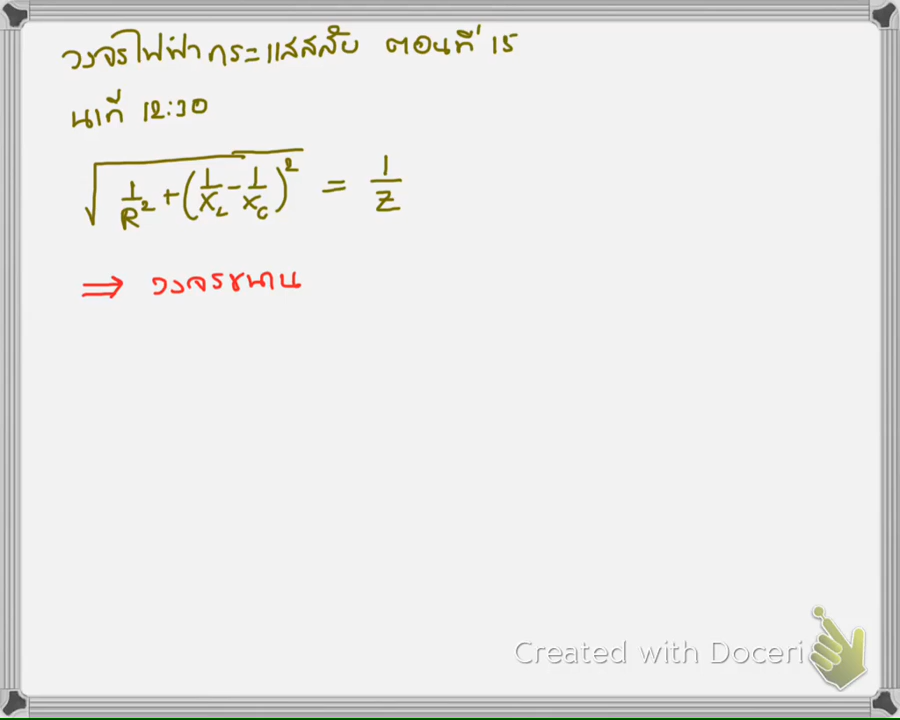 วงจรไฟฟ้ากระแสสลับ ตอนที่ 15
นาที 12:30
√(1/R² + (1/X_L - 1/X_C)²) = 1/Z
⇒ วงจรขนาน
Created with Doceri